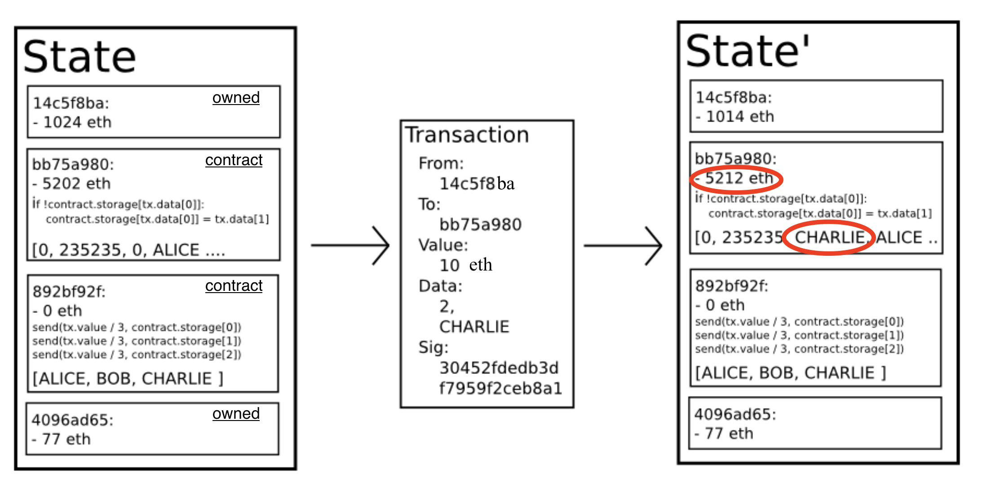 State
14c5f8ba:
owned
- 1024 eth
bb75a980:
contract
- 5202 eth
if !contract.storage[tx.data[0]]:
contract.storage[tx.data[0]] = tx.data[1]
[0, 235235, 0, ALICE ....
892bf92f:
contract
- 0 eth
send(tx.value / 3, contract.storage[0])
send(tx.value / 3, contract.storage[1])
send(tx.value / 3, contract.storage[2])
[ALICE, BOB, CHARLIE ]
4096ad65:
owned
- 77 eth
Transaction
From:
14c5f8ba
To:
bb75a980
Value:
10 eth
Data:
2,
CHARLIE
Sig:
30452fdedb3d
f7959f2ceb8a1
State'
14c5f8ba:
- 1014 eth
bb75a980:
- 5212 eth
if !contract.storage[tx.data[0]]:
contract.storage[tx.data[0]] = tx.data[1]
[0, 235235, CHARLIE, ALICE ..
892bf92f:
- 0 eth
send(tx.value / 3, contract.storage[0])
send(tx.value / 3, contract.storage[1])
send(tx.value / 3, contract.storage[2])
[ALICE, BOB, CHARLIE ]
4096ad65:
- 77 eth